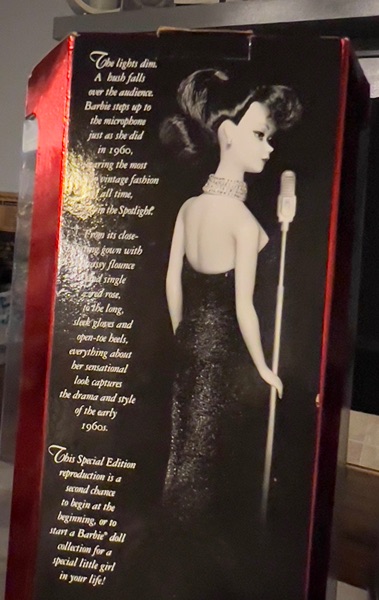 The lights dim.
A hush falls
over the audience.
Barbie steps up to
the microphone
just as she did
in 1960,
the most
vintage fashion
all time,
in the Spotlight®.
From its close-
gown with
flounce
single
red rose,
to the long,
sleek gloves and
open-toe heels,
everything about
her sensational
look captures
the drama and style
of the early
1960s.
This Special Edition
reproduction is a
second chance
to begin at the
beginning, or to
start a Barbie® doll
collection for a
special little girl
in your life!